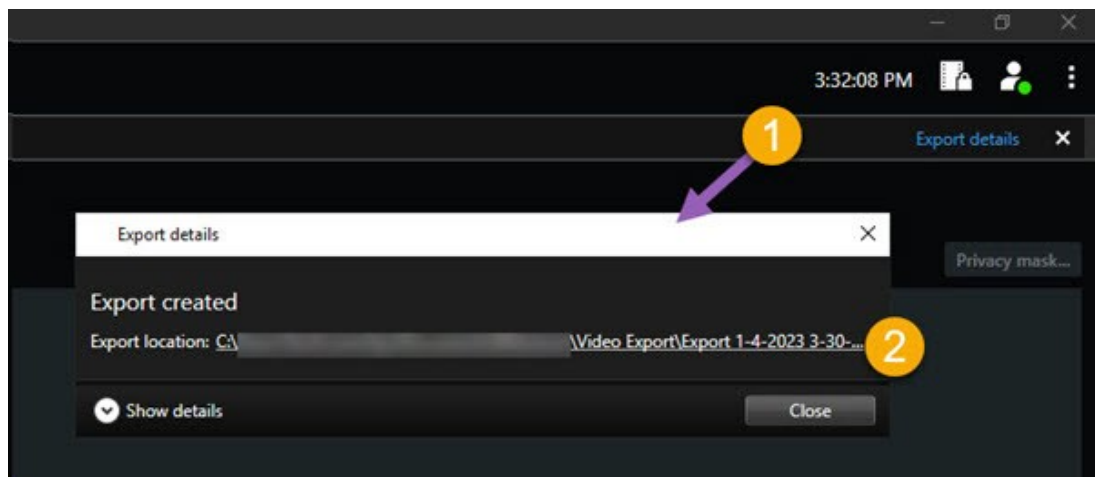 3:32:08 PM
1
Export details
Export details
Privacy mask...
Export created
Export location: C:\ \Video Export\Export 1-4-2023 3-30-...
2
Show details
Close